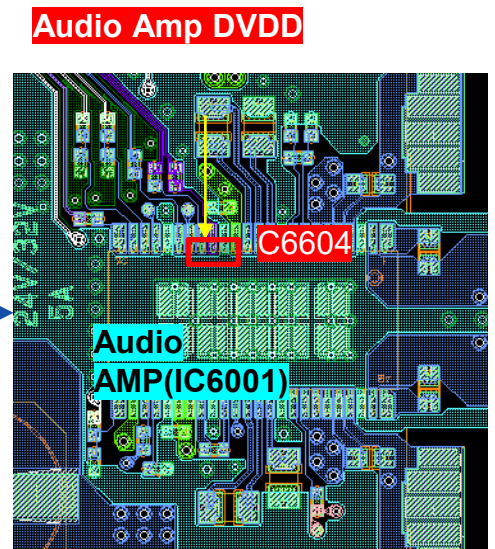 Audio Amp DVDD
C6604
24V/32V
5A
Audio
AMP(IC6001)